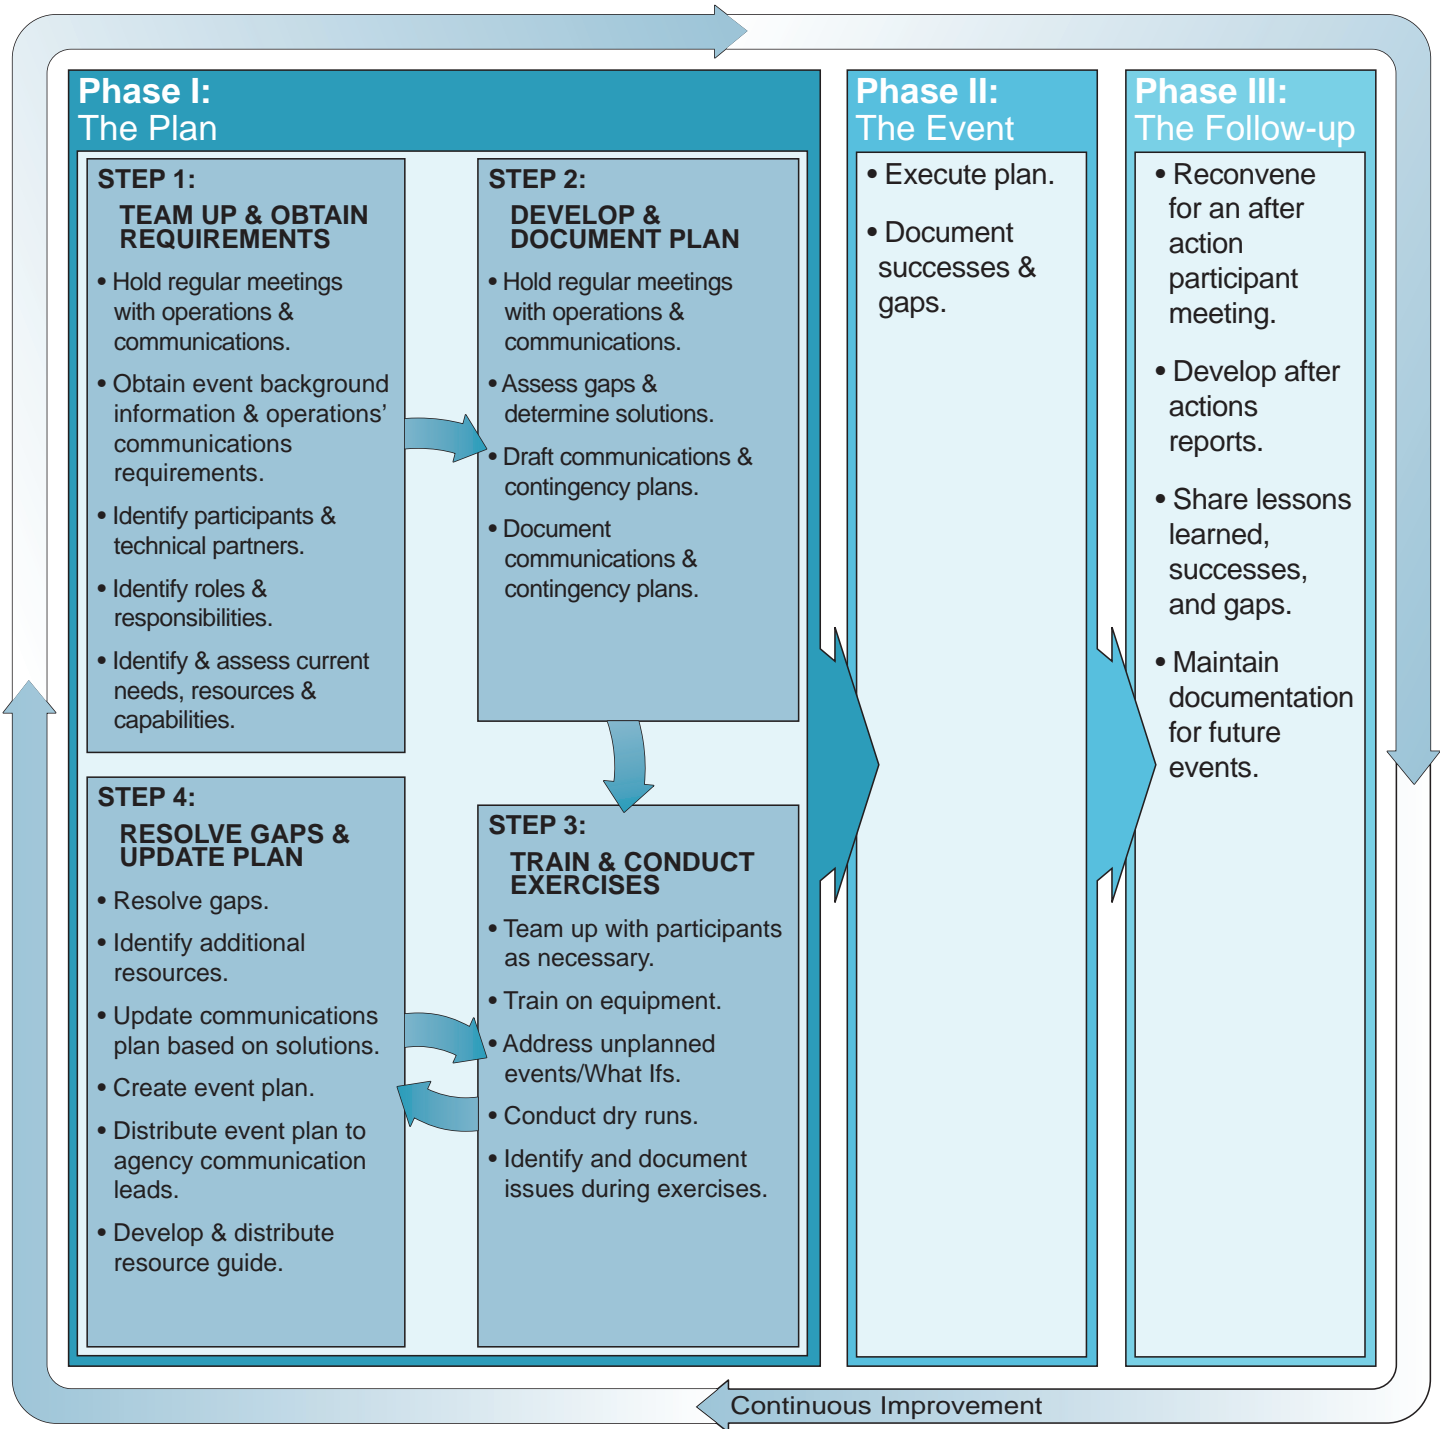 Phase I:
The Plan
STEP 1:
TEAM UP & OBTAIN
REQUIREMENTS
• Hold regular meetings
with operations &
communications.
• Obtain event background
information & operations’
communications
requirements.
• Identify participants &
technical partners.
• Identify roles &
responsibilities.
• Identify & assess current
needs, resources &
capabilities.
STEP 2:
DEVELOP &
DOCUMENT PLAN
• Hold regular meetings
with operations &
communications.
• Assess gaps &
determine solutions.
• Draft communications &
contingency plans.
• Document
communications &
contingency plans.
STEP 3:
TRAIN & CONDUCT
EXERCISES
• Team up with participants
as necessary.
• Train on equipment.
• Address unplanned
events/What Ifs.
• Conduct dry runs.
• Identify and document
issues during exercises.
STEP 4:
RESOLVE GAPS &
UPDATE PLAN
• Resolve gaps.
• Identify additional
resources.
• Update communications
plan based on solutions.
• Create event plan.
• Distribute event plan to
agency communication
leads.
• Develop & distribute
resource guide.
Phase II:
The Event
• Execute plan.
• Document
successes &
gaps.
Phase III:
The Follow-up
• Reconvene
for an after
action
participant
meeting.
• Develop after
actions
reports.
• Share lessons
learned,
successes,
and gaps.
• Maintain
documentation
for future
events.
Continuous Improvement